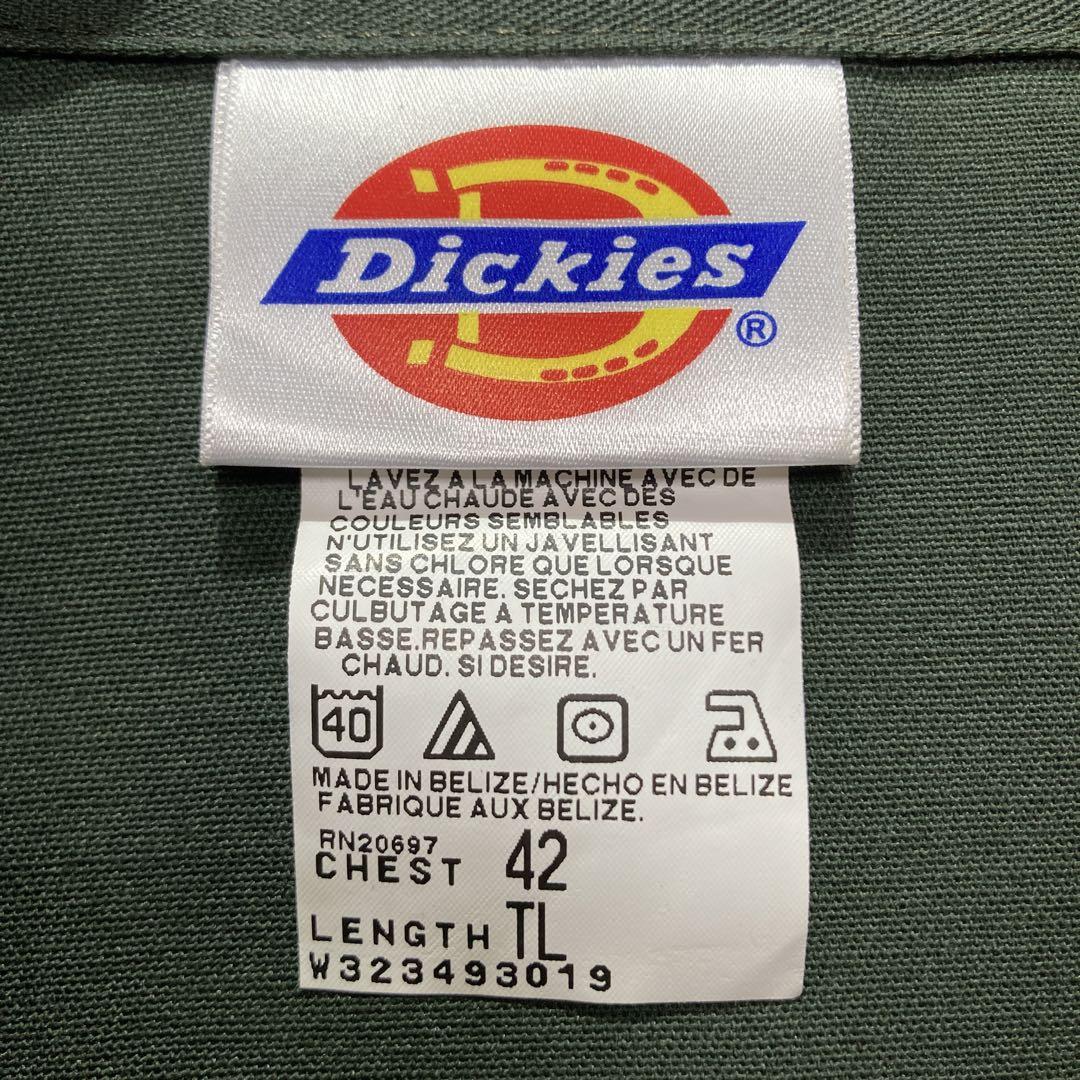 Dickies
®
LAVEZ A LA MACHINE AVEC DE
L'EAU CHAUDE AVEC DES
COULEURS SEMBLABLES
N'UTILISEZ UN JAVELLISANT
SANS CHLORE QUE LORSQUE
NECESSAIRE. SECHEZ PAR
CULBUTAGE A TEMPERATURE
BASSE.REPASSEZ AVEC UN FER
CHAUD. SI DESIRE.
40
MADE IN BELIZE/HECHO EN BELIZE
FABRIQUE AUX BELIZE.
RN20697
CHEST 42
LENGTH TL
W323493019